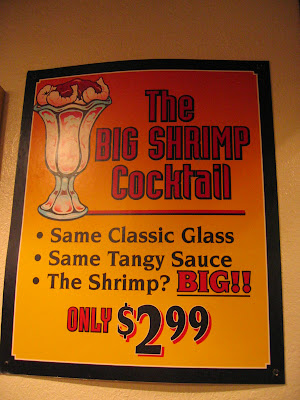 The
BIG SHRIMP
Cocktail
• Same Classic Glass
• Same Tangy Sauce
• The Shrimp? BIG!!
ONLY $2.99